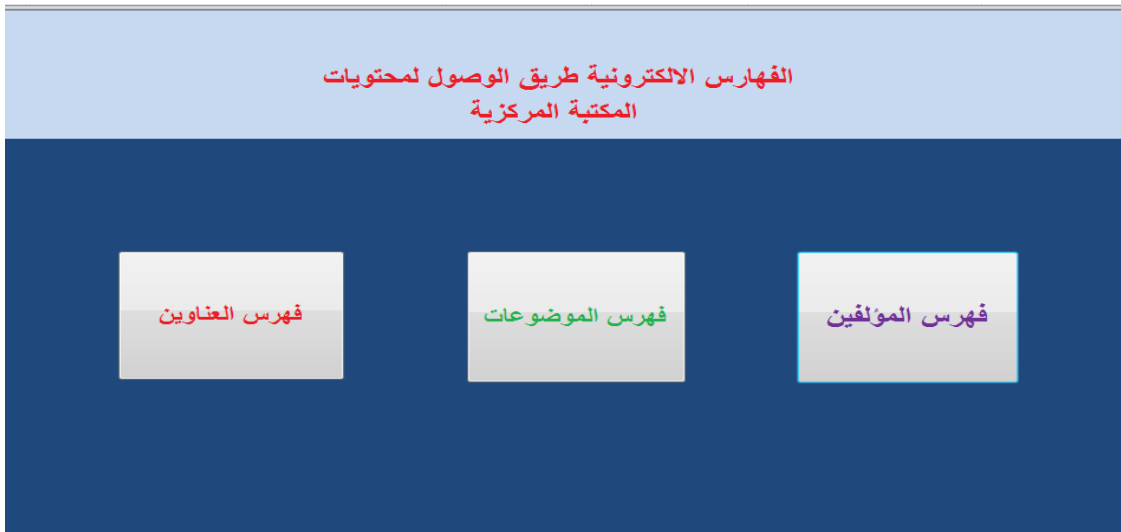 الفهارس الالكترونية طريق الوصول لمحتويات
المكتبة المركزية
فهرس المؤلفين
فهرس الموضوعات
فهرس العناوين